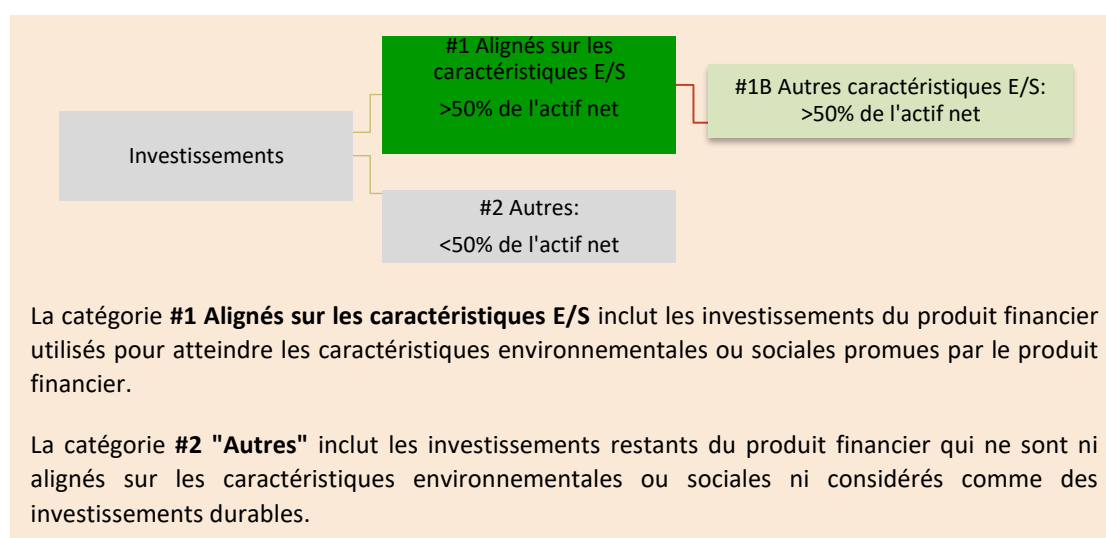 #1 Alignés sur les
caractéristiques E/S
>50% de l'actif net
#1B Autres caractéristiques E/S:
>50% de l'actif net
Investissements
#2 Autres:
<50% de l'actif net
La catégorie #1 Alignés sur les caractéristiques E/S inclut les investissements du produit financier
utilisés pour atteindre les caractéristiques environnementales ou sociales promues par le produit
financier.
La catégorie #2 "Autres" inclut les investissements restants du produit financier qui ne sont ni
alignés sur les caractéristiques environnementales ou sociales ni considérés comme des
investissements durables.